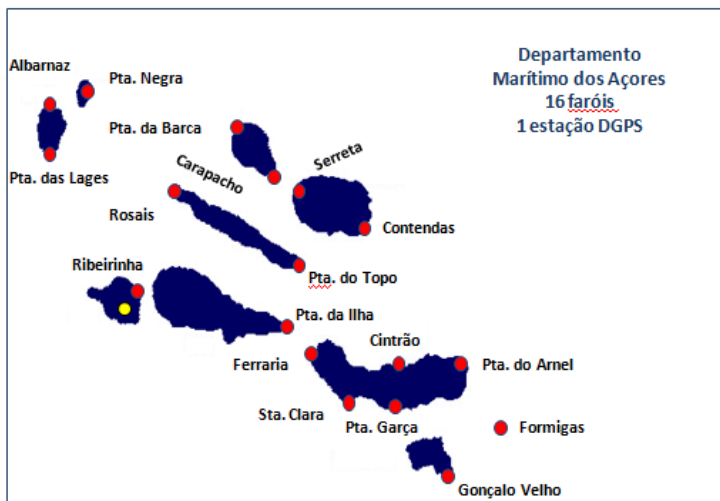 Departamento
Marítimo dos Açores
16 faróis
1 estação DGPS
Albarnaz
Pta. Negra
Pta. da Barca
Serreta
Carapacho
Pta. das Lages
Rosais
Contendas
Ribeirinha
Pta. do Topo
Pta. da Ilha
Cintrão
Ferraria
Pta. do Arnel
Sta. Clara
Pta. Garça
Formigas
Gonçalo Velho